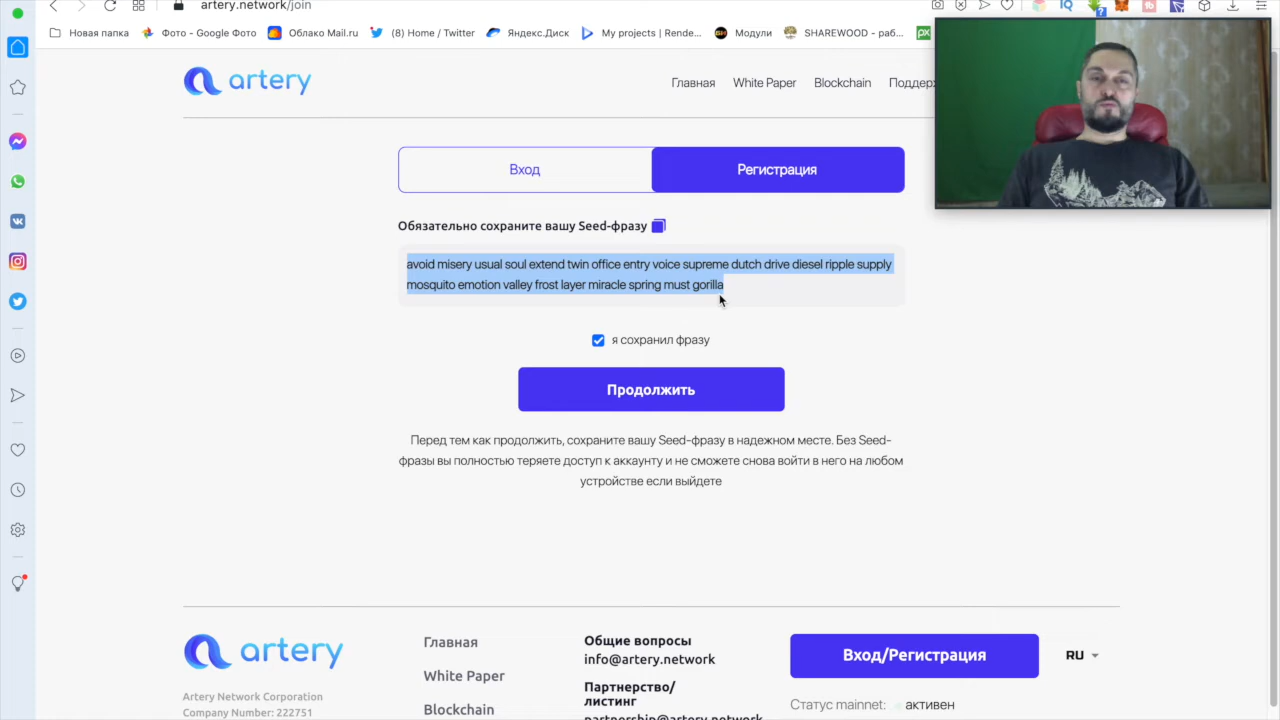 artery.network/join
Новая папка
Фото - Google Фото
Облако Mail.ru
(8) Home / Twitter
Яндекс.Диск
My projects | Rende...
Модули
SHAREWOOD - раб...
artery
Главная
White Paper
Blockchain
Поддерж
Вход
Регистрация
Обязательно сохраните вашу Seed-фразу
avoid misery usual soul extend twin office entry voice supreme dutch drive diesel ripple supply
mosquito emotion valley frost layer miracle spring must gorilla
я сохранил фразу
Продолжить
Перед тем как продолжить, сохраните вашу Seed-фразу в надежном месте. Без Seed-
фразы вы полностью теряете доступ к аккаунту и не сможете снова войти в него на любом
устройстве если выйдете
artery
Artery Network Corporation
Company Number: 222751
Главная
White Paper
Blockchain
Общие вопросы
info@artery.network
Партнерство/
листинг
partnership@artery.network
Вход/Регистрация
RU
Статус mainnet:
активен